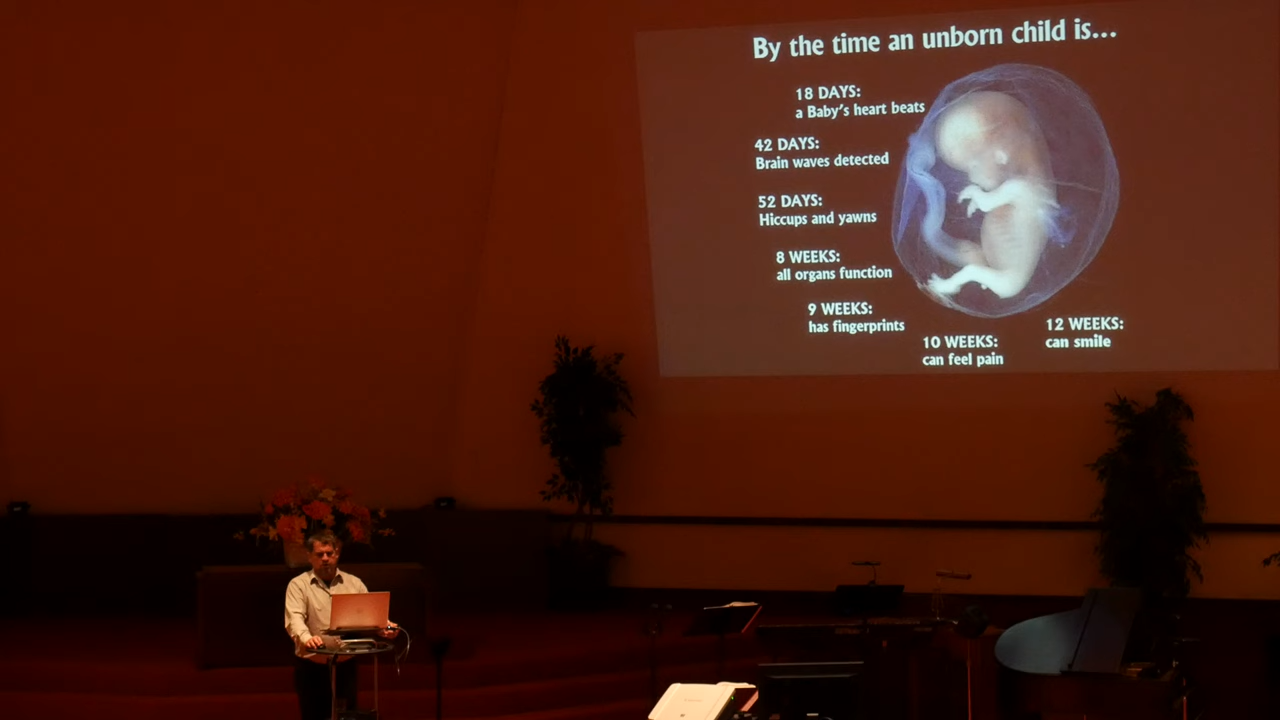 By the time an unborn child is...
18 DAYS:
a Baby's heart beats
42 DAYS:
Brain waves detected
52 DAYS:
Hiccups and yawns
8 WEEKS:
all organs function
9 WEEKS:
has fingerprints
10 WEEKS:
can feel pain
12 WEEKS:
can smile